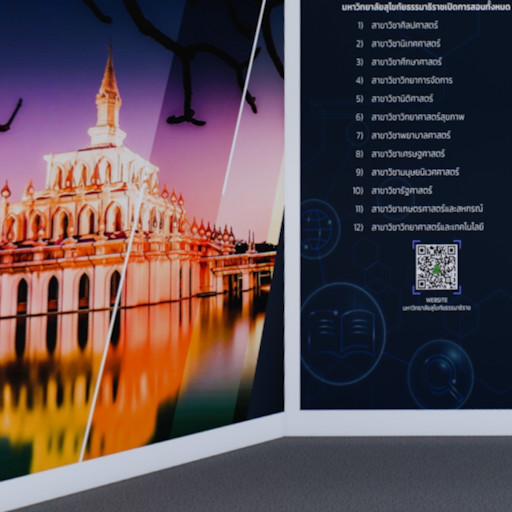 มหาวิทยาลัยสุโขทัยธรรมาธิราชเปิดการสอนทั้งหมด
1) สาขาวิชาศิลปศาสตร์
2) สาขาวิชานิเทศศาสตร์
3) สาขาวิชาศึกษาศาสตร์
4) สาขาวิชาวิทยาการจัดการ
5) สาขาวิชานิติศาสตร์
6) สาขาวิชาวิทยาศาสตร์สุขภาพ
7) สาขาวิชาพยาบาลศาสตร์
8) สาขาวิชาเศรษฐศาสตร์
9) สาขาวิชามนุษยนิเวศศาสตร์
10) สาขาวิชารัฐศาสตร์
11) สาขาวิชาเกษตรศาสตร์และสหกรณ์
12) สาขาวิชาวิทยาศาสตร์และเทคโนโลยี
WEBSITE
มหาวิทยาลัยสุโขทัยธรรมาธิราช